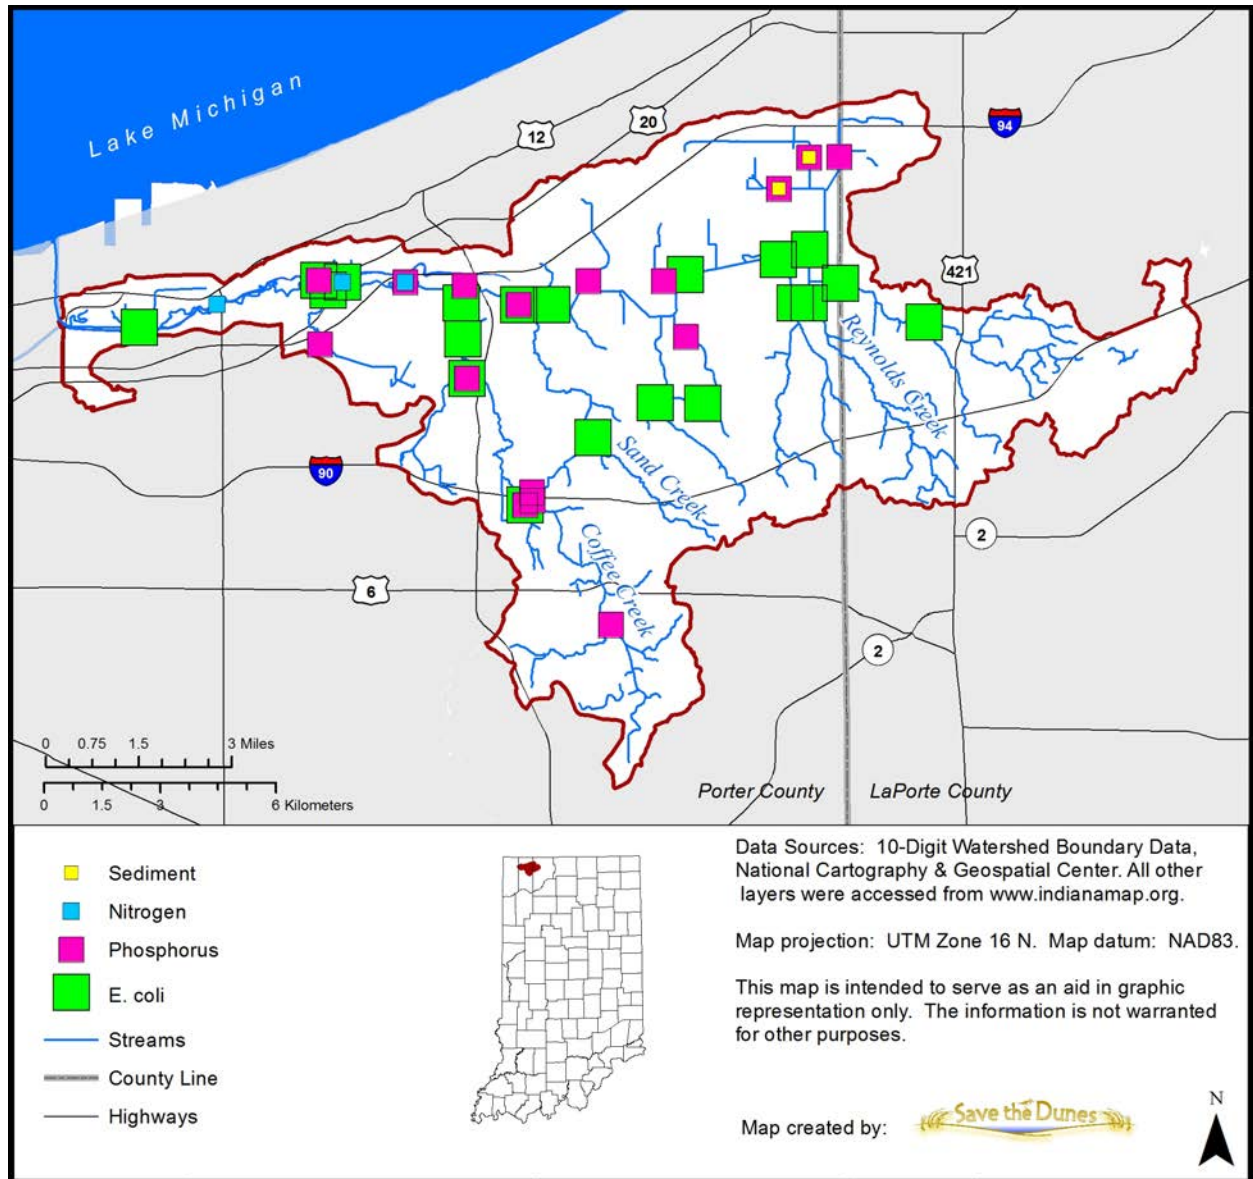 Lake Michigan
12
20
94
421
Reynolds Creek
Sand Creek
90
Coffee Creek
2
6
2
0 0.75 1.5 3 Miles
0 1.5 3 6 Kilometers
Porter County
LaPorte County
Sediment
Nitrogen
Phosphorus
E. coli
Streams
County Line
Highways
Data Sources: 10-Digit Watershed Boundary Data,
National Cartography & Geospatial Center. All other
layers were accessed from www.indianamap.org.
Map projection: UTM Zone 16 N. Map datum: NAD83.
This map is intended to serve as an aid in graphic
representation only. The information is not warranted
for other purposes.
Map created by:
Save the Dunes
N